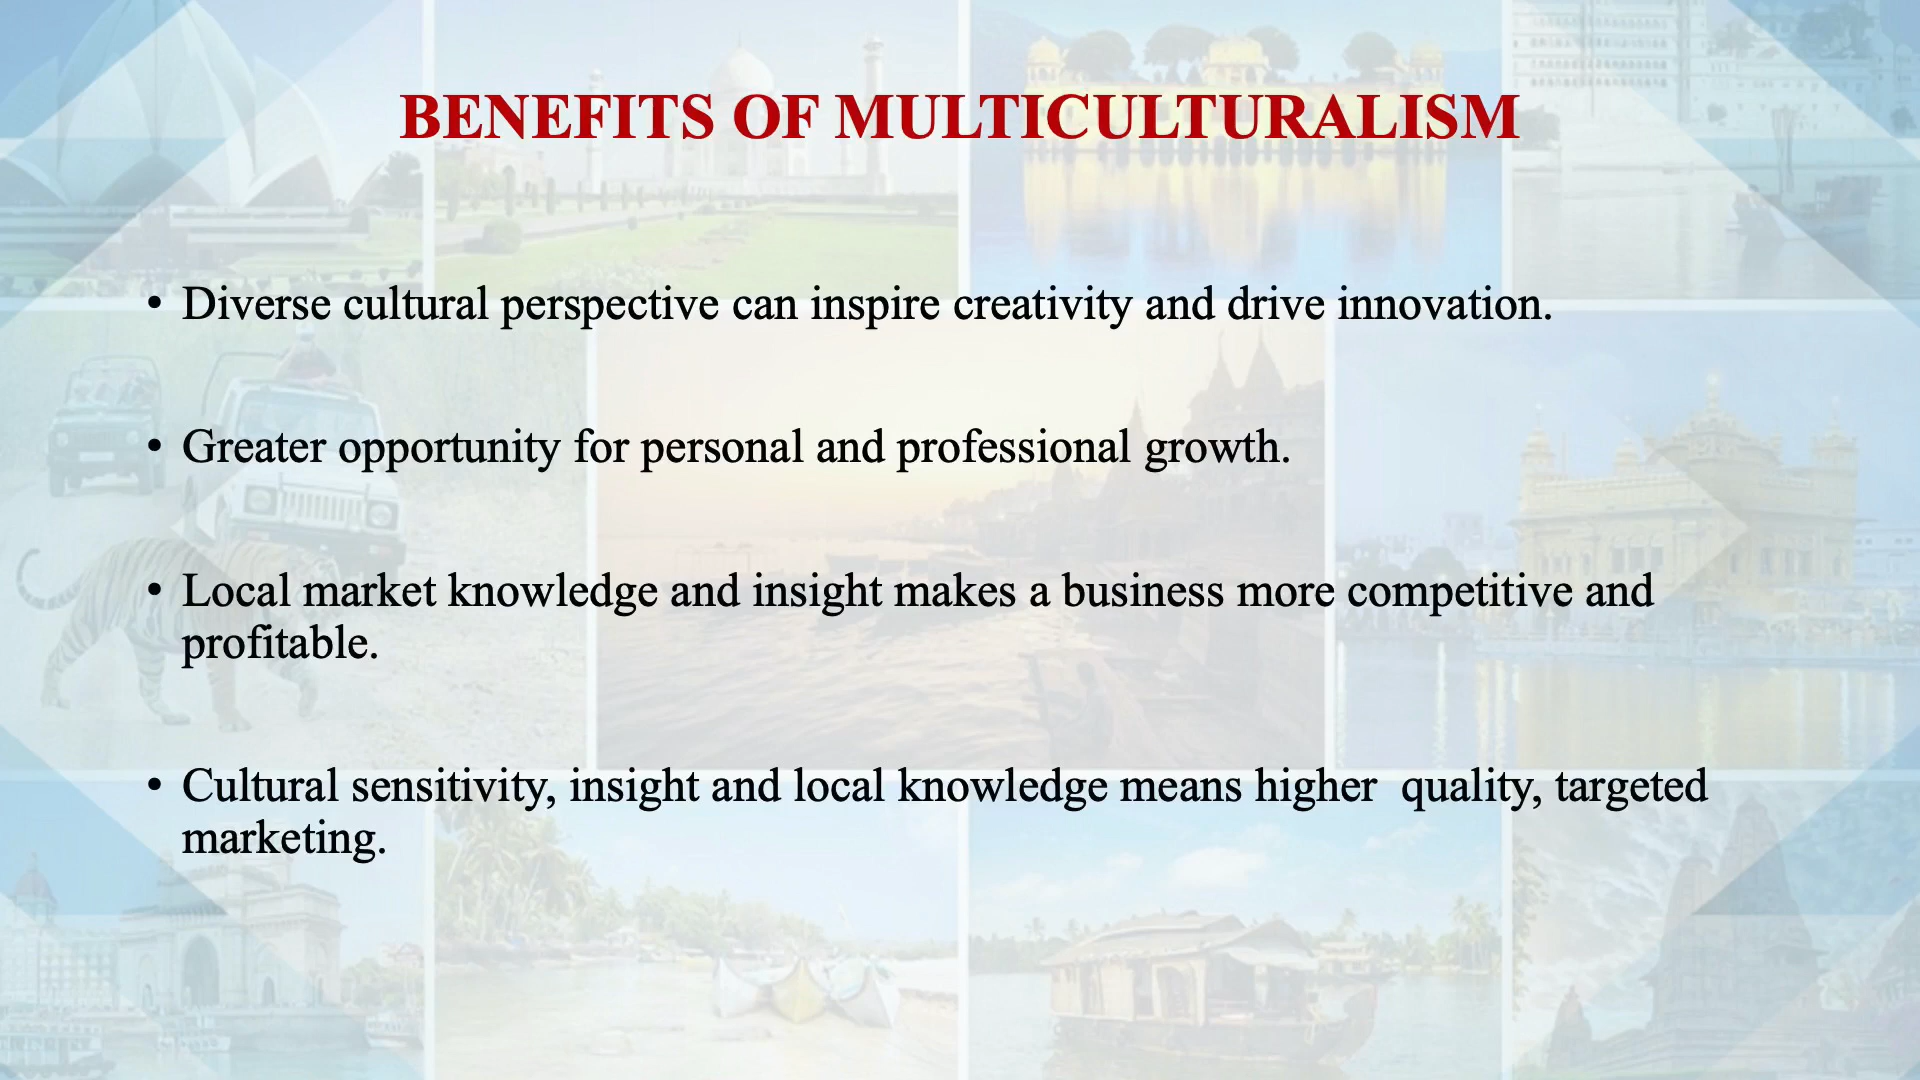 BENEFITS OF MULTICULTURALISM
• Diverse cultural perspective can inspire creativity and drive innovation.
• Greater opportunity for personal and professional growth.
• Local market knowledge and insight makes a business more competitive and
profitable.
• Cultural sensitivity, insight and local knowledge means higher  quality, targeted
marketing.